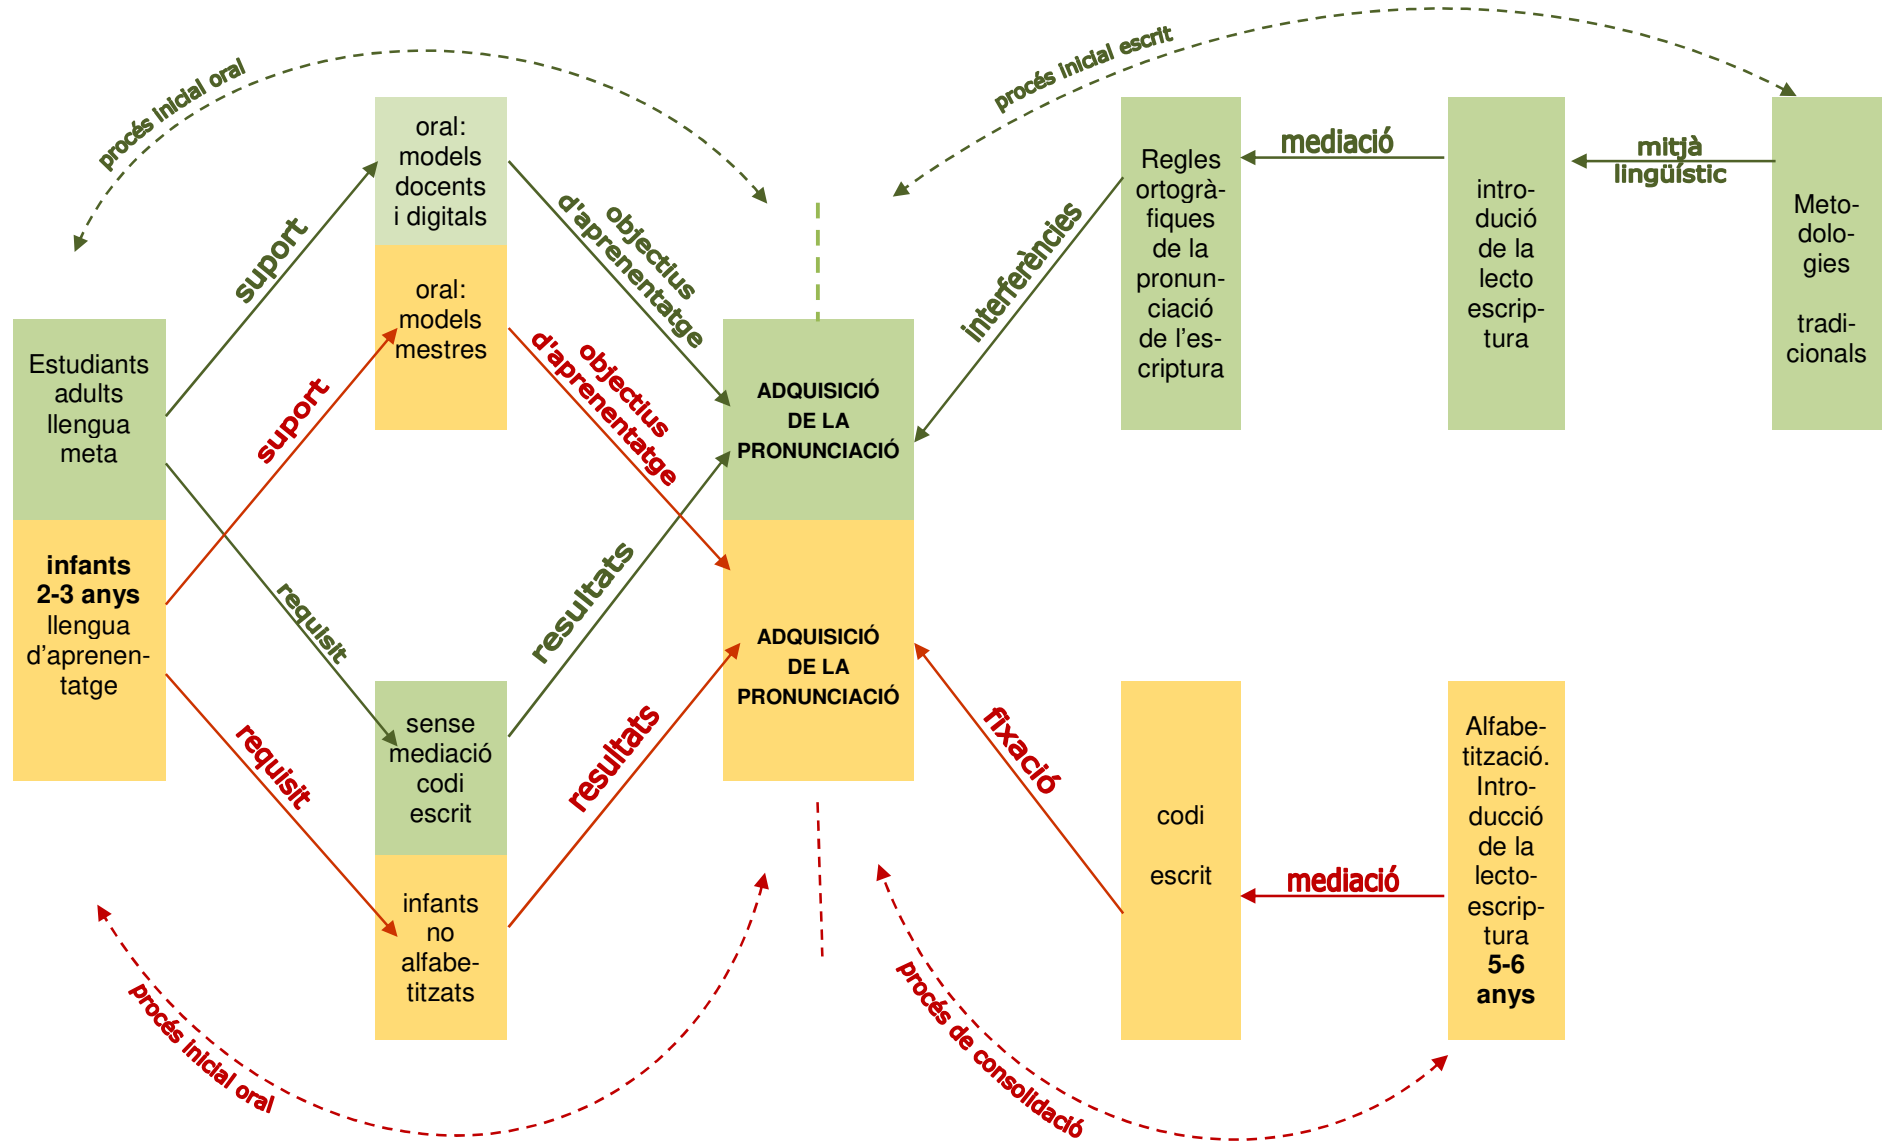 procés inicial oral
procés inicial escrit
oral:
models
docents
i digitals
oral:
models
mestres
suport
objectius
d'aprenentatge
suport
objectius
d'aprenentatge
Estudiants
adults
llengua
meta
infants
2-3 anys
llengua
d’aprenen-
tatge
requisit
requisit
sense
mediació
codi
escrit
infants
no
alfabe-
titzats
resultats
resultats
ADQUISICIÓ
DE LA
PRONUNCIACIÓ
ADQUISICIÓ
DE LA
PRONUNCIACIÓ
interferències
Regles
ortogrà-
fiques
de la
pronun-
ciació
de l’es-
criptura
mediació
intro-
dució
de la
lecto
escrip-
tura
mitjà
lingüístic
Meto-
dolo-
gies
tradi-
cionals
fixació
codi
escrit
mediació
Alfabe-
tització.
Intro-
ducció
de la
lecto-
escrip-
tura
5-6
anys
procés inicial oral
procés de consolidació